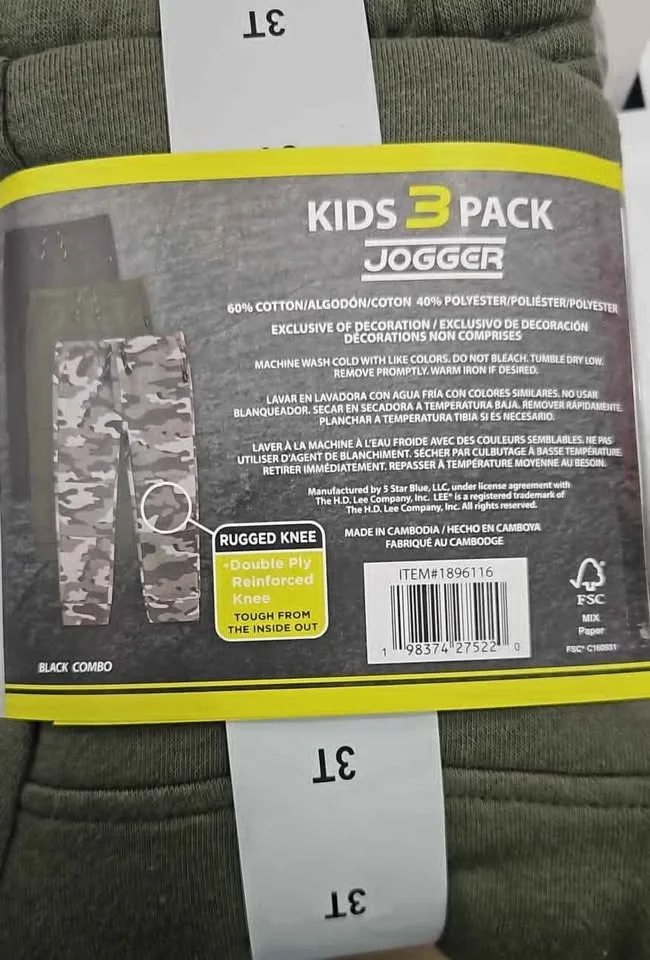 3T
KIDS 3 PACK
JOGGER
60% COTTON/ALGODÓN/COTON 40% POLYESTER/POLIÉSTER/POLYESTER
EXCLUSIVE OF DECORATION / EXCLUSIVO DE DECORACIÓN
DÉCORATIONS NON COMPRISES
MACHINE WASH COLD WITH LIKE COLORS. DO NOT BLEACH. TUMBLE DRY LOW.
REMOVE PROMPTLY. WARM IRON IF DESIRED.
LAVAR EN LAVADORA CON AGUA FRÍA CON COLORES SIMILARES. NO USAR
BLANQUEADOR. SECAR EN SECADORA A TEMPERATURA BAJA. REMOVER RÁPIDAMENTE.
PLANCHAR A TEMPERATURA TIBIA SI ES NECESARIO.
LAVER À LA MACHINE À L'EAU FROIDE AVEC DES COULEURS SEMBLABLES. NE PAS
UTILISER D'AGENT DE BLANCHIMENT. SÉCHER PAR CULBUTAGE À BASSE TEMPÉRATURE.
RETIRER IMMÉDIATEMENT. REPASSER À TEMPÉRATURE MOYENNE AU BESOIN.
Manufactured by 5 Star Blue, LLC, under license agreement with
The H.D. Lee Company, Inc. LEE® is a registered trademark of
The H.D. Lee Company, Inc. All rights reserved.
MADE IN CAMBODIA / HECHO EN CAMBOYA
FABRIQUÉ AU CAMBODGE
RUGGED KNEE
•Double Ply
Reinforced
Knee
TOUGH FROM
THE INSIDE OUT
BLACK COMBO
ITEM#1896116
1 98374 27522 0
FSC
MIX
Paper
FSC® C160931
3T
3T